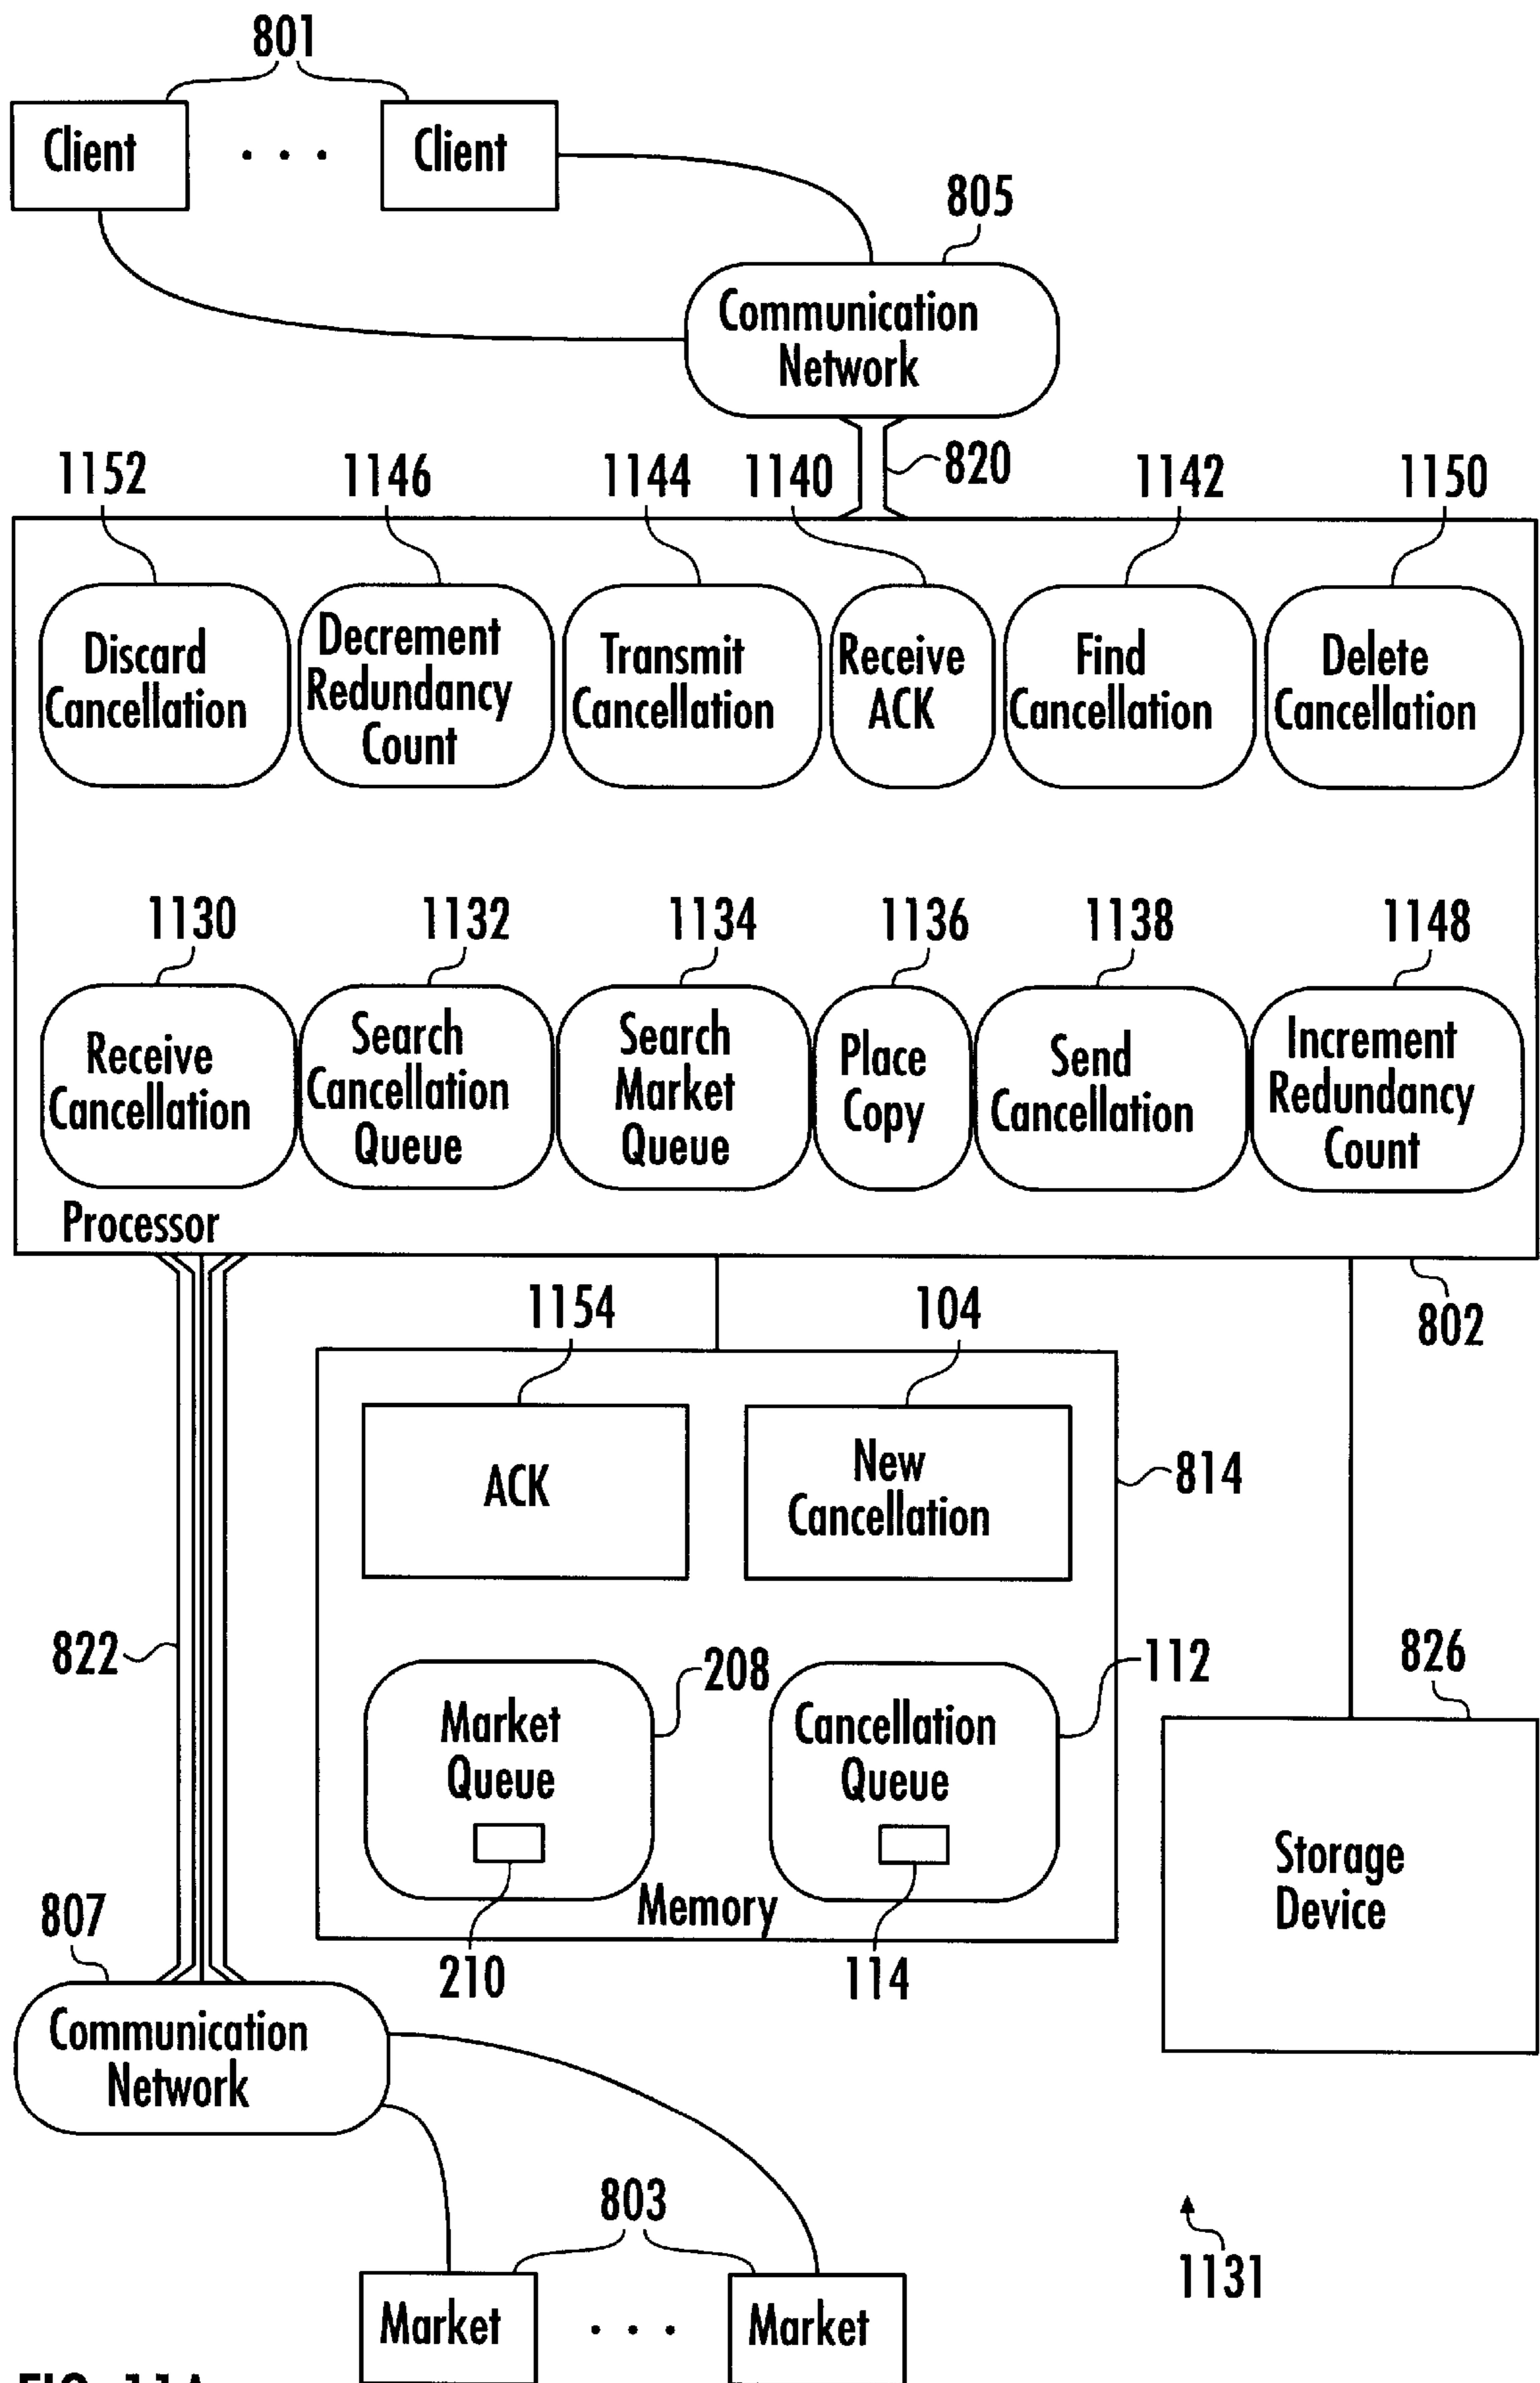 801
Client
. . .
Client
805
Communication
Network
820
1152
1146
1144
1140
1142
1150
Discard
Cancellation
Decrement
Redundancy
Count
Transmit
Cancellation
Receive
ACK
Find
Cancellation
Delete
Cancellation
1130
1132
1134
1136
1138
1148
Receive
Cancellation
Search
Cancellation
Queue
Search
Market
Queue
Place
Copy
Send
Cancellation
Increment
Redundancy
Count
Processor
802
1154
104
ACK
New
Cancellation
814
822
208
112
826
Market
Queue
Cancellation
Queue
Memory
210
114
Storage
Device
807
Communication
Network
803
Market
. . .
Market
1131